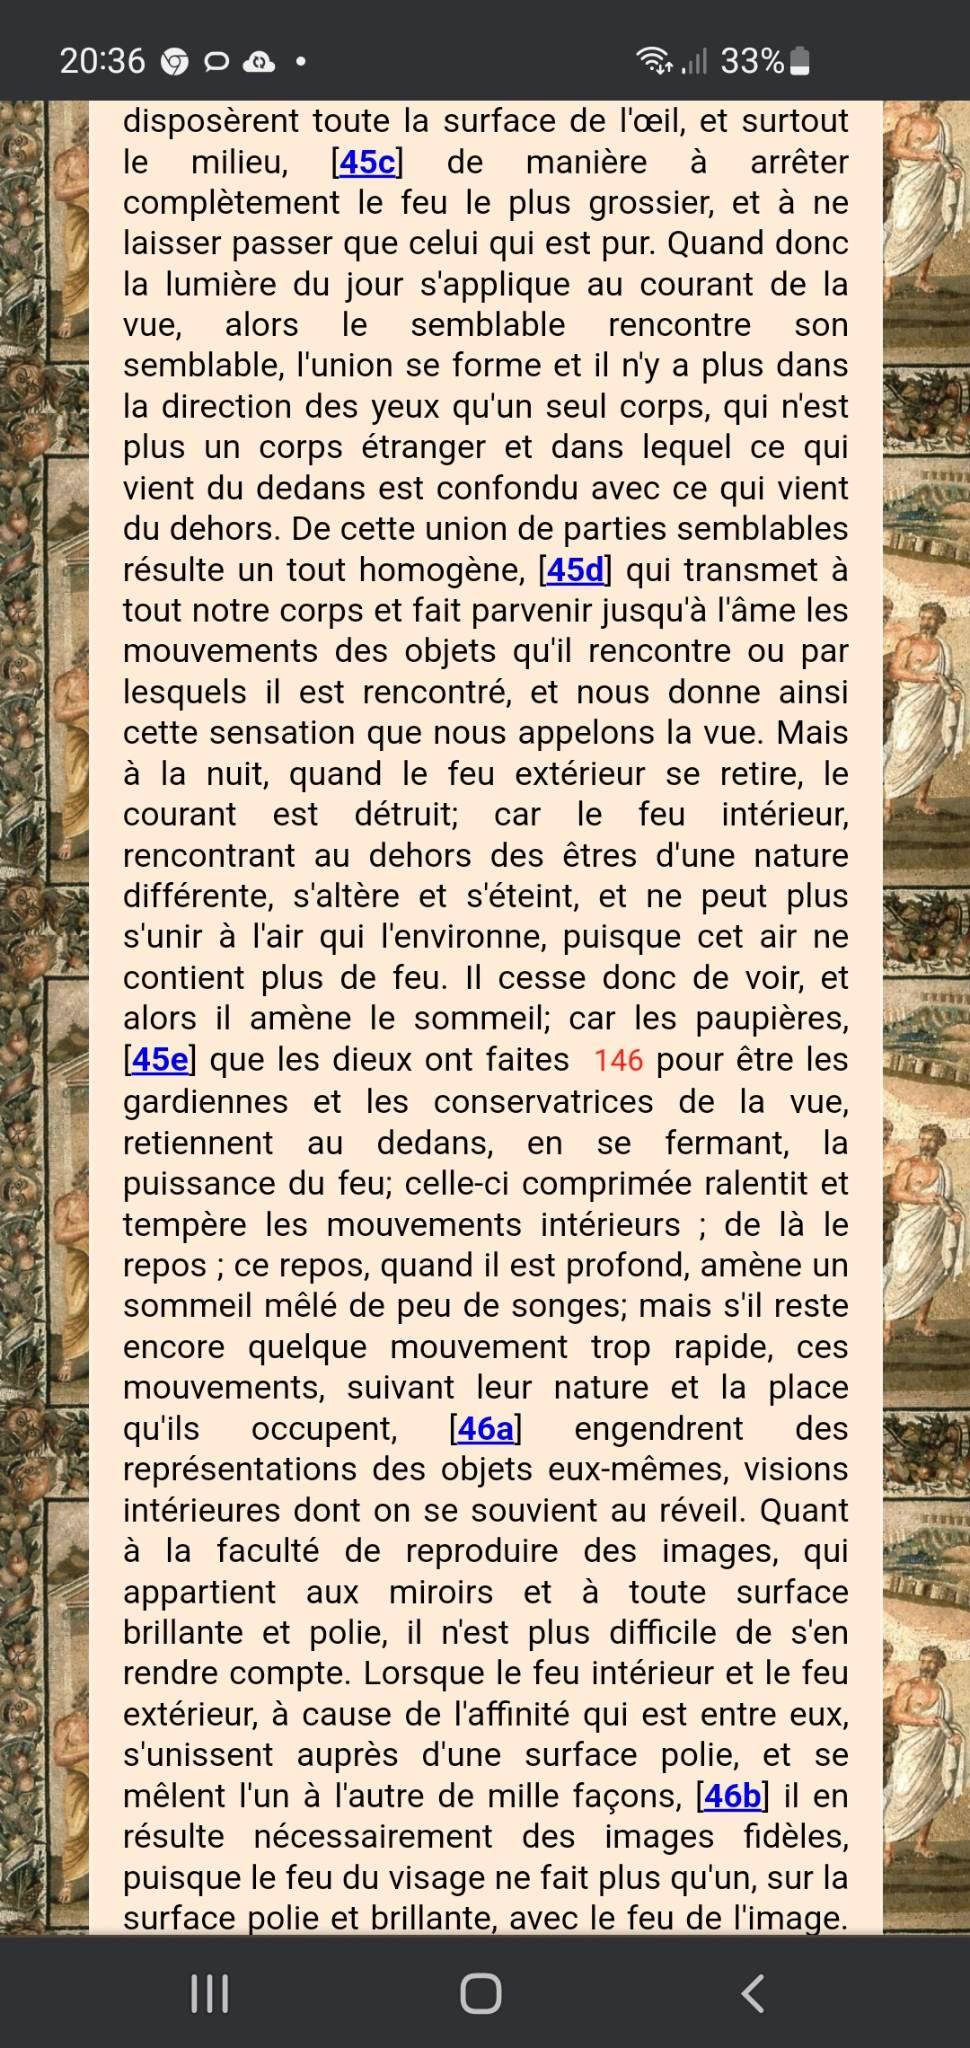 20:36
33%
disposèrent toute la surface de l'œil, et surtout
le milieu, [45c] de manière à arrêter
complètement le feu le plus grossier, et à ne
laisser passer que celui qui est pur. Quand donc
la lumière du jour s'applique au courant de la
vue, alors le semblable rencontre son
semblable, l'union se forme et il n'y a plus dans
la direction des yeux qu'un seul corps, qui n'est
plus un corps étranger et dans lequel ce qui
vient du dedans est confondu avec ce qui vient
du dehors. De cette union de parties semblables
résulte un tout homogène, [45d] qui transmet à
tout notre corps et fait parvenir jusqu'à l'âme les
mouvements des objets qu'il rencontre ou par
lesquels il est rencontré, et nous donne ainsi
cette sensation que nous appelons la vue. Mais
à la nuit, quand le feu extérieur se retire, le
courant est détruit; car le feu intérieur,
rencontrant au dehors des êtres d'une nature
différente, s'altère et s'éteint, et ne peut plus
s'unir à l'air qui l'environne, puisque cet air ne
contient plus de feu. Il cesse donc de voir, et
alors il amène le sommeil; car les paupières,
[45e] que les dieux ont faites 146 pour être les
gardiennes et les conservatrices de la vue,
retiennent au dedans, en se fermant, la
puissance du feu; celle-ci comprimée ralentit et
tempère les mouvements intérieurs ; de là le
repos ; ce repos, quand il est profond, amène un
sommeil mêlé de peu de songes; mais s'il reste
encore quelque mouvement trop rapide, ces
mouvements, suivant leur nature et la place
qu'ils occupent, [46a] engendrent des
représentations des objets eux-mêmes, visions
intérieures dont on se souvient au réveil. Quant
à la faculté de reproduire des images, qui
appartient aux miroirs et à toute surface
brillante et polie, il n'est plus difficile de s'en
rendre compte. Lorsque le feu intérieur et le feu
extérieur, à cause de l'affinité qui est entre eux,
s'unissent auprès d'une surface polie, et se
mêlent l'un à l'autre de mille façons, [46b] il en
résulte nécessairement des images fidèles,
puisque le feu du visage ne fait plus qu'un, sur la
surface polie et brillante, avec le feu de l'image.